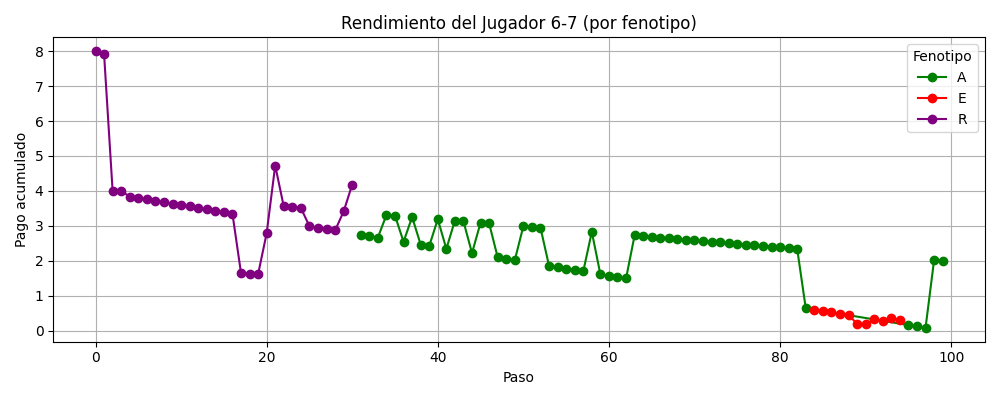 Rendimiento del Jugador 6-7 (por fenotipo)
Pago acumulado
8
7
6
5
4
3
2
1
0
Fenotipo
A
E
R
0
20
40
60
80
100
Paso